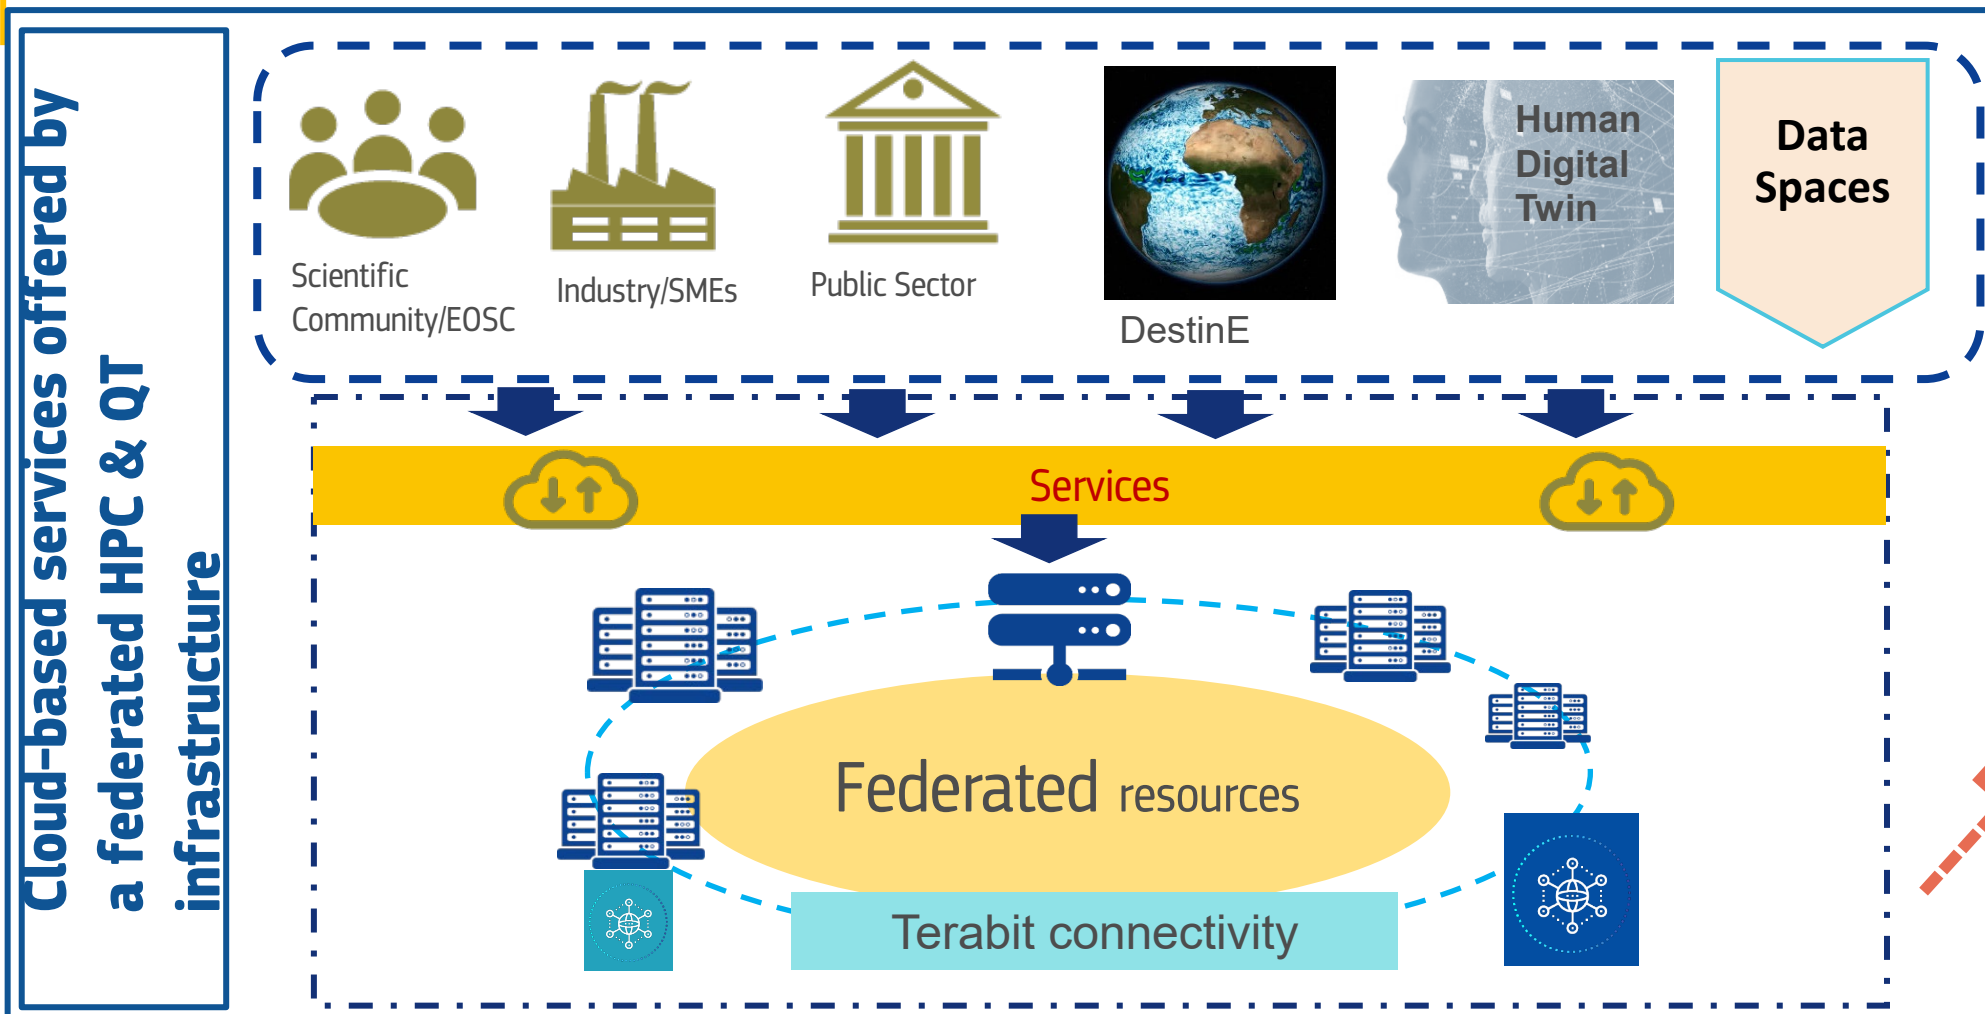 Cloud-based services offered by
a federated HPC & QT
infrastructure
Scientific
Community/EOSC
Industry/SMEs
Public Sector
DestinE
Human
Digital
Twin
Data
Spaces
Services
Federated resources
Terabit connectivity